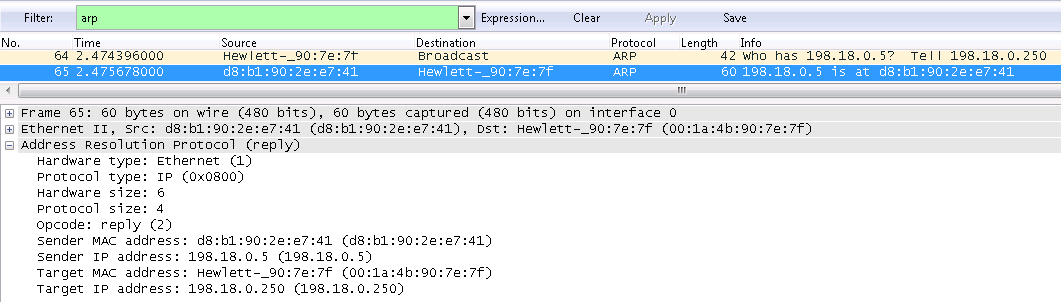 Filter: arp Expression... Clear Apply Save
No. Time Source Destination Protocol Length Info
64 2.474396000 Hewlett-_90:7e:7f Broadcast ARP 42 Who has 198.18.0.5? Tell 198.18.0.250
65 2.475678000 d8:b1:90:2e:e7:41 Hewlett-_90:7e:7f ARP 60 198.18.0.5 is at d8:b1:90:2e:e7:41
Frame 65: 60 bytes on wire (480 bits), 60 bytes captured (480 bits) on interface 0
Ethernet II, Src: d8:b1:90:2e:e7:41 (d8:b1:90:2e:e7:41), Dst: Hewlett-_90:7e:7f (00:1a:4b:90:7e:7f)
Address Resolution Protocol (reply)
Hardware type: Ethernet (1)
Protocol type: IP (0x0800)
Hardware size: 6
Protocol size: 4
Opcode: reply (2)
Sender MAC address: d8:b1:90:2e:e7:41 (d8:b1:90:2e:e7:41)
Sender IP address: 198.18.0.5 (198.18.0.5)
Target MAC address: Hewlett-_90:7e:7f (00:1a:4b:90:7e:7f)
Target IP address: 198.18.0.250 (198.18.0.250)